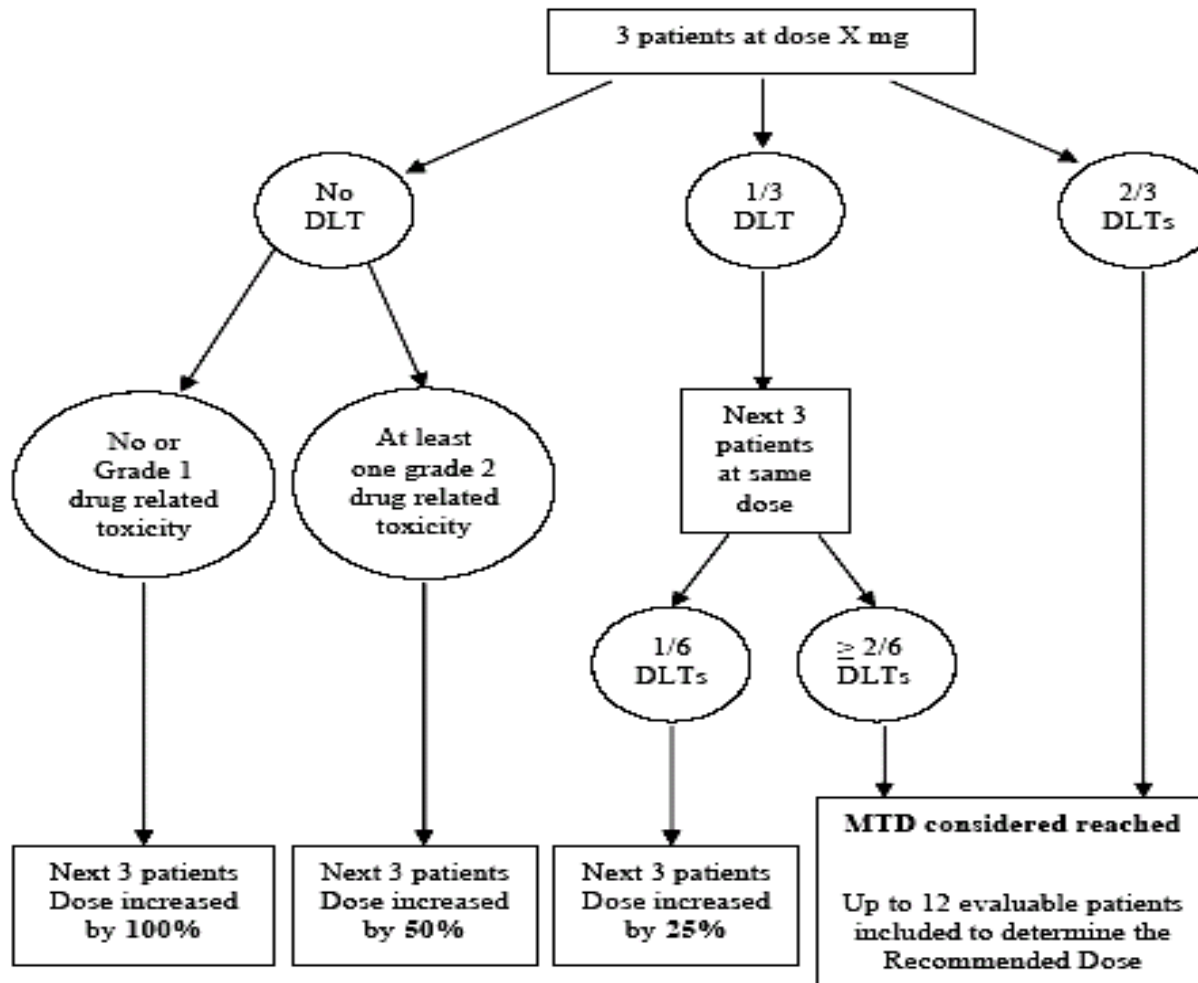 3 patients at dose X mg
No
DLT
1/3
DLT
2/3
DLTs
No or
Grade 1
drug related
toxicity
At least
one grade 2
drug related
toxicity
Next 3
patients
at same
dose
1/6
DLTs
≥ 2/6
DLTs
Next 3 patients
Dose increased
by 100%
Next 3 patients
Dose increased
by 50%
Next 3 patients
Dose increased
by 25%
MTD considered reached
Up to 12 evaluable patients
included to determine the
Recommended Dose